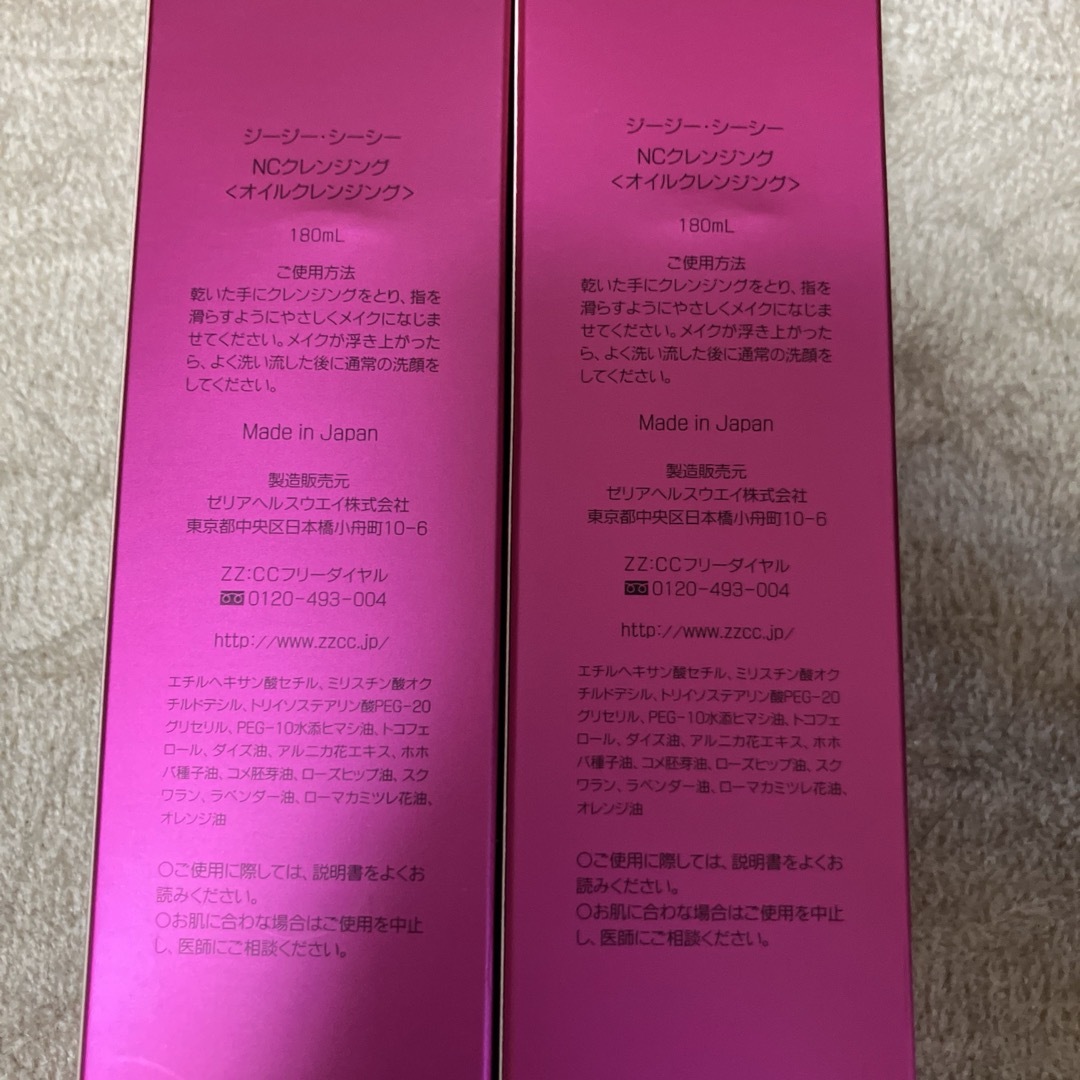 ジージー・シーシー
NCクレンジング
<オイルクレンジング>
180mL
ご使用方法
乾いた手にクレンジングをとり、指を
滑らすようにやさしくメイクになじま
せてください。メイクが浮き上がった
ら、よく洗い流した後に通常の洗顔を
してください。
Made in Japan
製造販売元
ゼリアヘルスウエイ株式会社
東京都中央区日本橋小舟町10-6
ZZ:CCフリーダイヤル
0120-493-004
http://www.zzcc.jp/
エチルヘキサン酸セチル、ミリスチン酸オク
チルドデシル、トリイソステアリン酸PEG-20
グリセリル、PEG-10水添ヒマシ油、トコフェ
ロール、ダイズ油、アルニカ花エキス、ホホ
バ種子油、コメ胚芽油、ローズヒップ油、スク
ワラン、ラベンダー油、ローマカミツレ花油、
オレンジ油
○ご使用に際しては、説明書をよくお
読みください。
○お肌に合わな場合はご使用を中止
し、医師にご相談ください。
ジージー・シーシー
NCクレンジング
<オイルクレンジング>
180mL
ご使用方法
乾いた手にクレンジングをとり、指を
滑らすようにやさしくメイクになじま
せてください。メイクが浮き上がった
ら、よく洗い流した後に通常の洗顔を
してください。
Made in Japan
製造販売元
ゼリアヘルスウエイ株式会社
東京都中央区日本橋小舟町10-6
ZZ:CCフリーダイヤル
0120-493-004
http://www.zzcc.jp/
エチルヘキサン酸セチル、ミリスチン酸オク
チルドデシル、トリイソステアリン酸PEG-20
グリセリル、PEG-10水添ヒマシ油、トコフェ
ロール、ダイズ油、アルニカ花エキス、ホホ
バ種子油、コメ胚芽油、ローズヒップ油、スク
ワラン、ラベンダー油、ローマカミツレ花油、
オレンジ油
○ご使用に際しては、説明書をよくお
読みください。
○お肌に合わな場合はご使用を中止
し、医師にご相談ください。